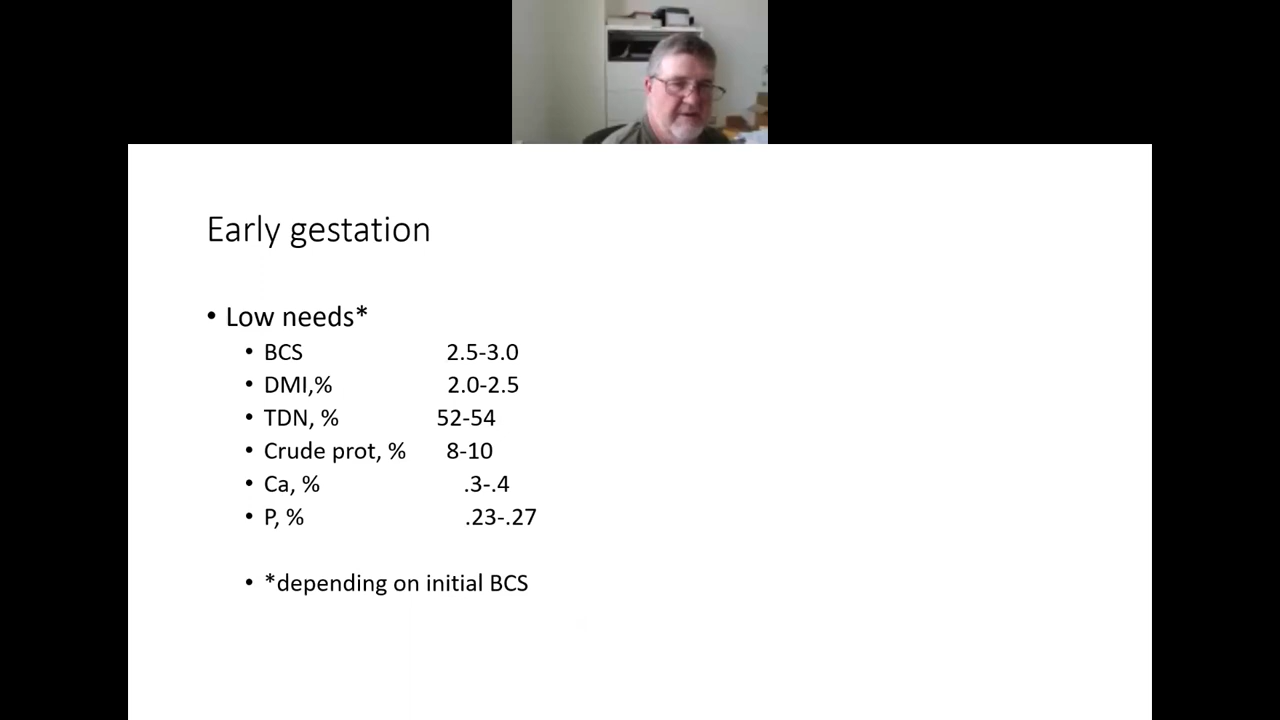 Early gestation
• Low needs*
• BCS 2.5-3.0
• DMI,% 2.0-2.5
• TDN, % 52-54
• Crude prot, % 8-10
• Ca, % .3-.4
• P, % .23-.27
• *depending on initial BCS